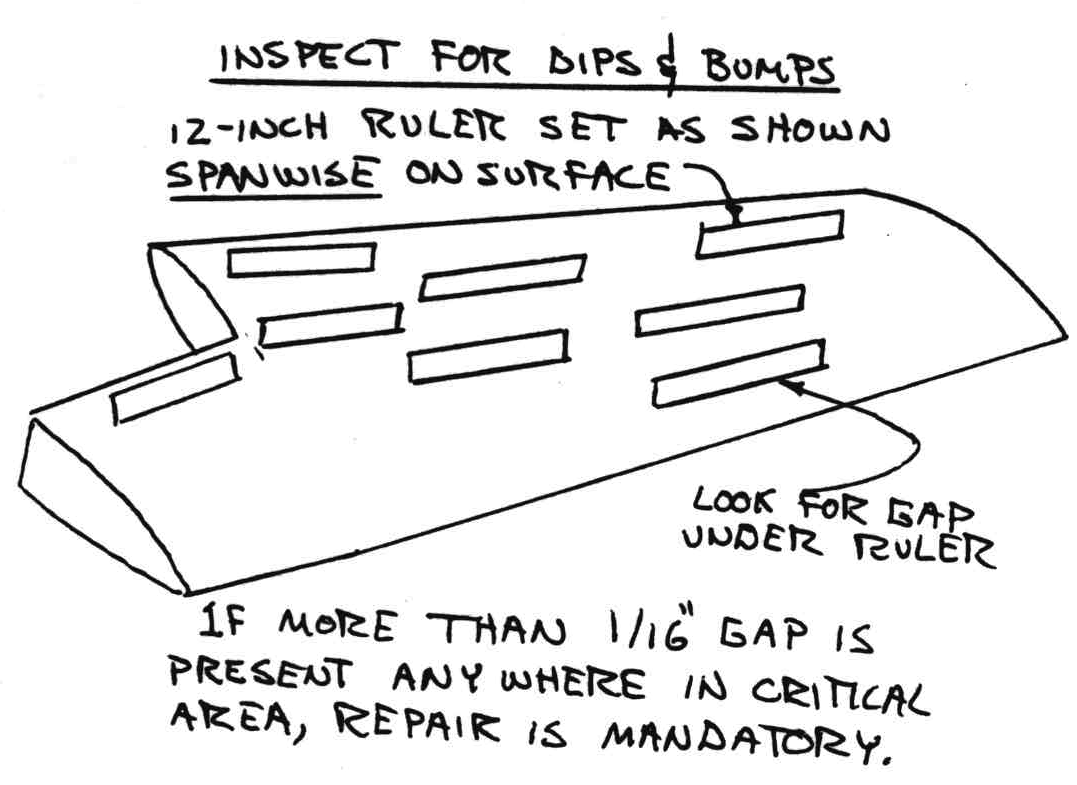 INSPECT FOR DIPS & BUMPS
12-INCH RULER SET AS SHOWN
SPANWISE ON SURFACE
LOOK FOR GAP
UNDER RULER
IF MORE THAN 1/16" GAP IS
PRESENT ANYWHERE IN CRITICAL
AREA, REPAIR IS MANDATORY.